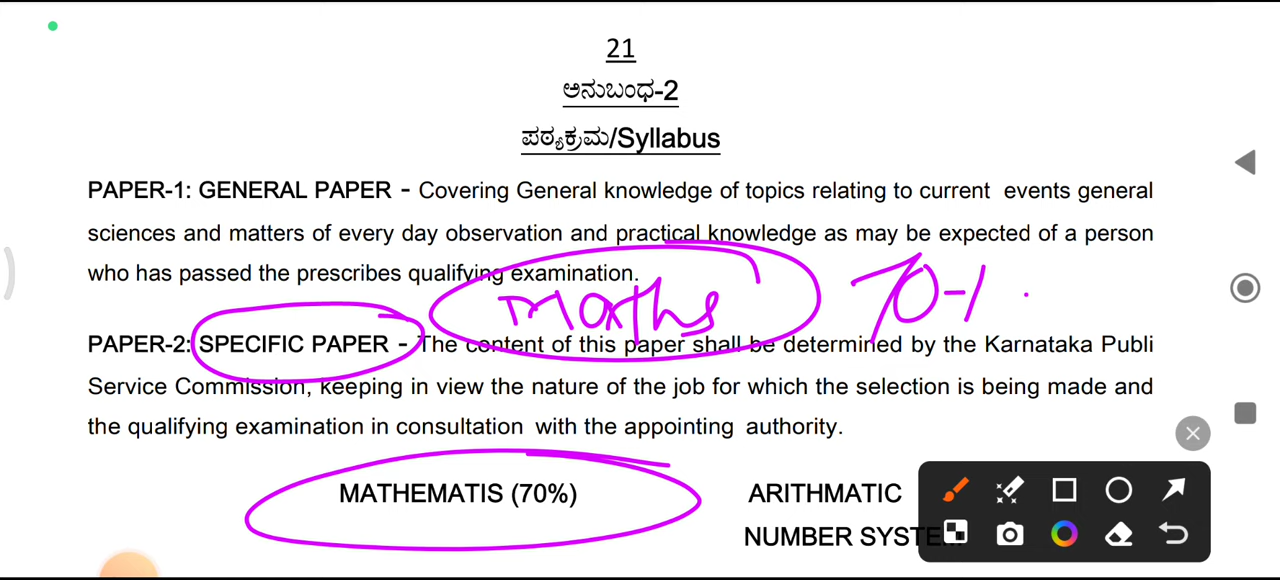 21
ಅನುಬಂಧ-2
ಪಠ್ಯಕ್ರಮ/Syllabus
PAPER-1: GENERAL PAPER - Covering General knowledge of topics relating to current events general
sciences and matters of every day observation and practical knowledge as may be expected of a person
who has passed the prescribes qualifying examination.
maths 70-/.
PAPER-2: SPECIFIC PAPER - The content of this paper shall be determined by the Karnataka Publi
Service Commission, keeping in view the nature of the job for which the selection is being made and
the qualifying examination in consultation with the appointing authority.
MATHEMATIS (70%) ARITHMATIC
NUMBER SYSTEM